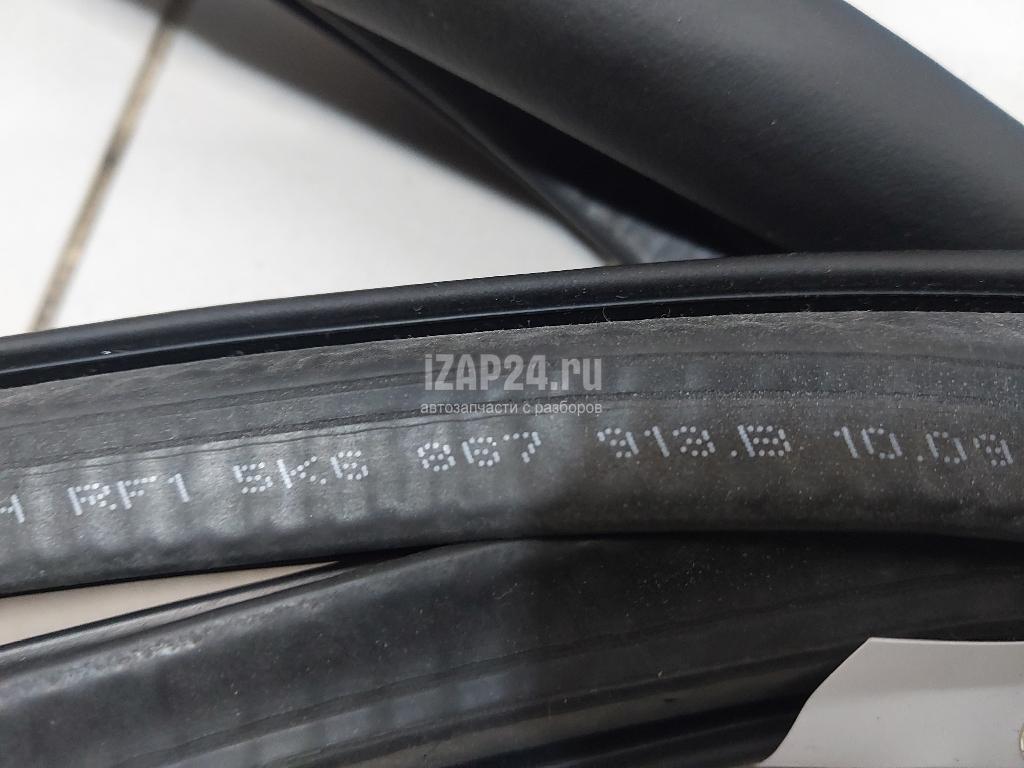 iZAP24.ru
автозапчасти с разборов
RF1 5K6 867 913.B 10.09